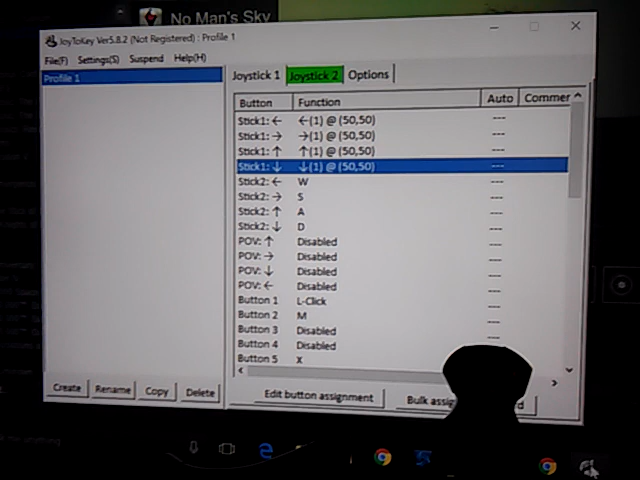 No Man's Sky
JoyToKey Ver5.8.2 (Not Registered) : Profile 1
File(F) Settings(S) Suspend Help(H)
Profile 1
Joystick 1 Joystick 2 Options
Button Function Auto Commer
Stick1: ← ←(1) @ (50,50) ---
Stick1: → →(1) @ (50,50) ---
Stick1: ↑ ↑(1) @ (50,50) ---
Stick1: ↓ ↓(1) @ (50,50) ---
Stick2: ← W ---
Stick2: → S ---
Stick2: ↑ A ---
Stick2: ↓ D ---
POV: ↑ Disabled ---
POV: → Disabled ---
POV: ↓ Disabled ---
POV: ← Disabled ---
Button 1 L-Click ---
Button 2 M ---
Button 3 Disabled ---
Button 4 Disabled ---
Button 5 X ---
Create Rename Copy Delete
Edit button assignment Bulk assig d